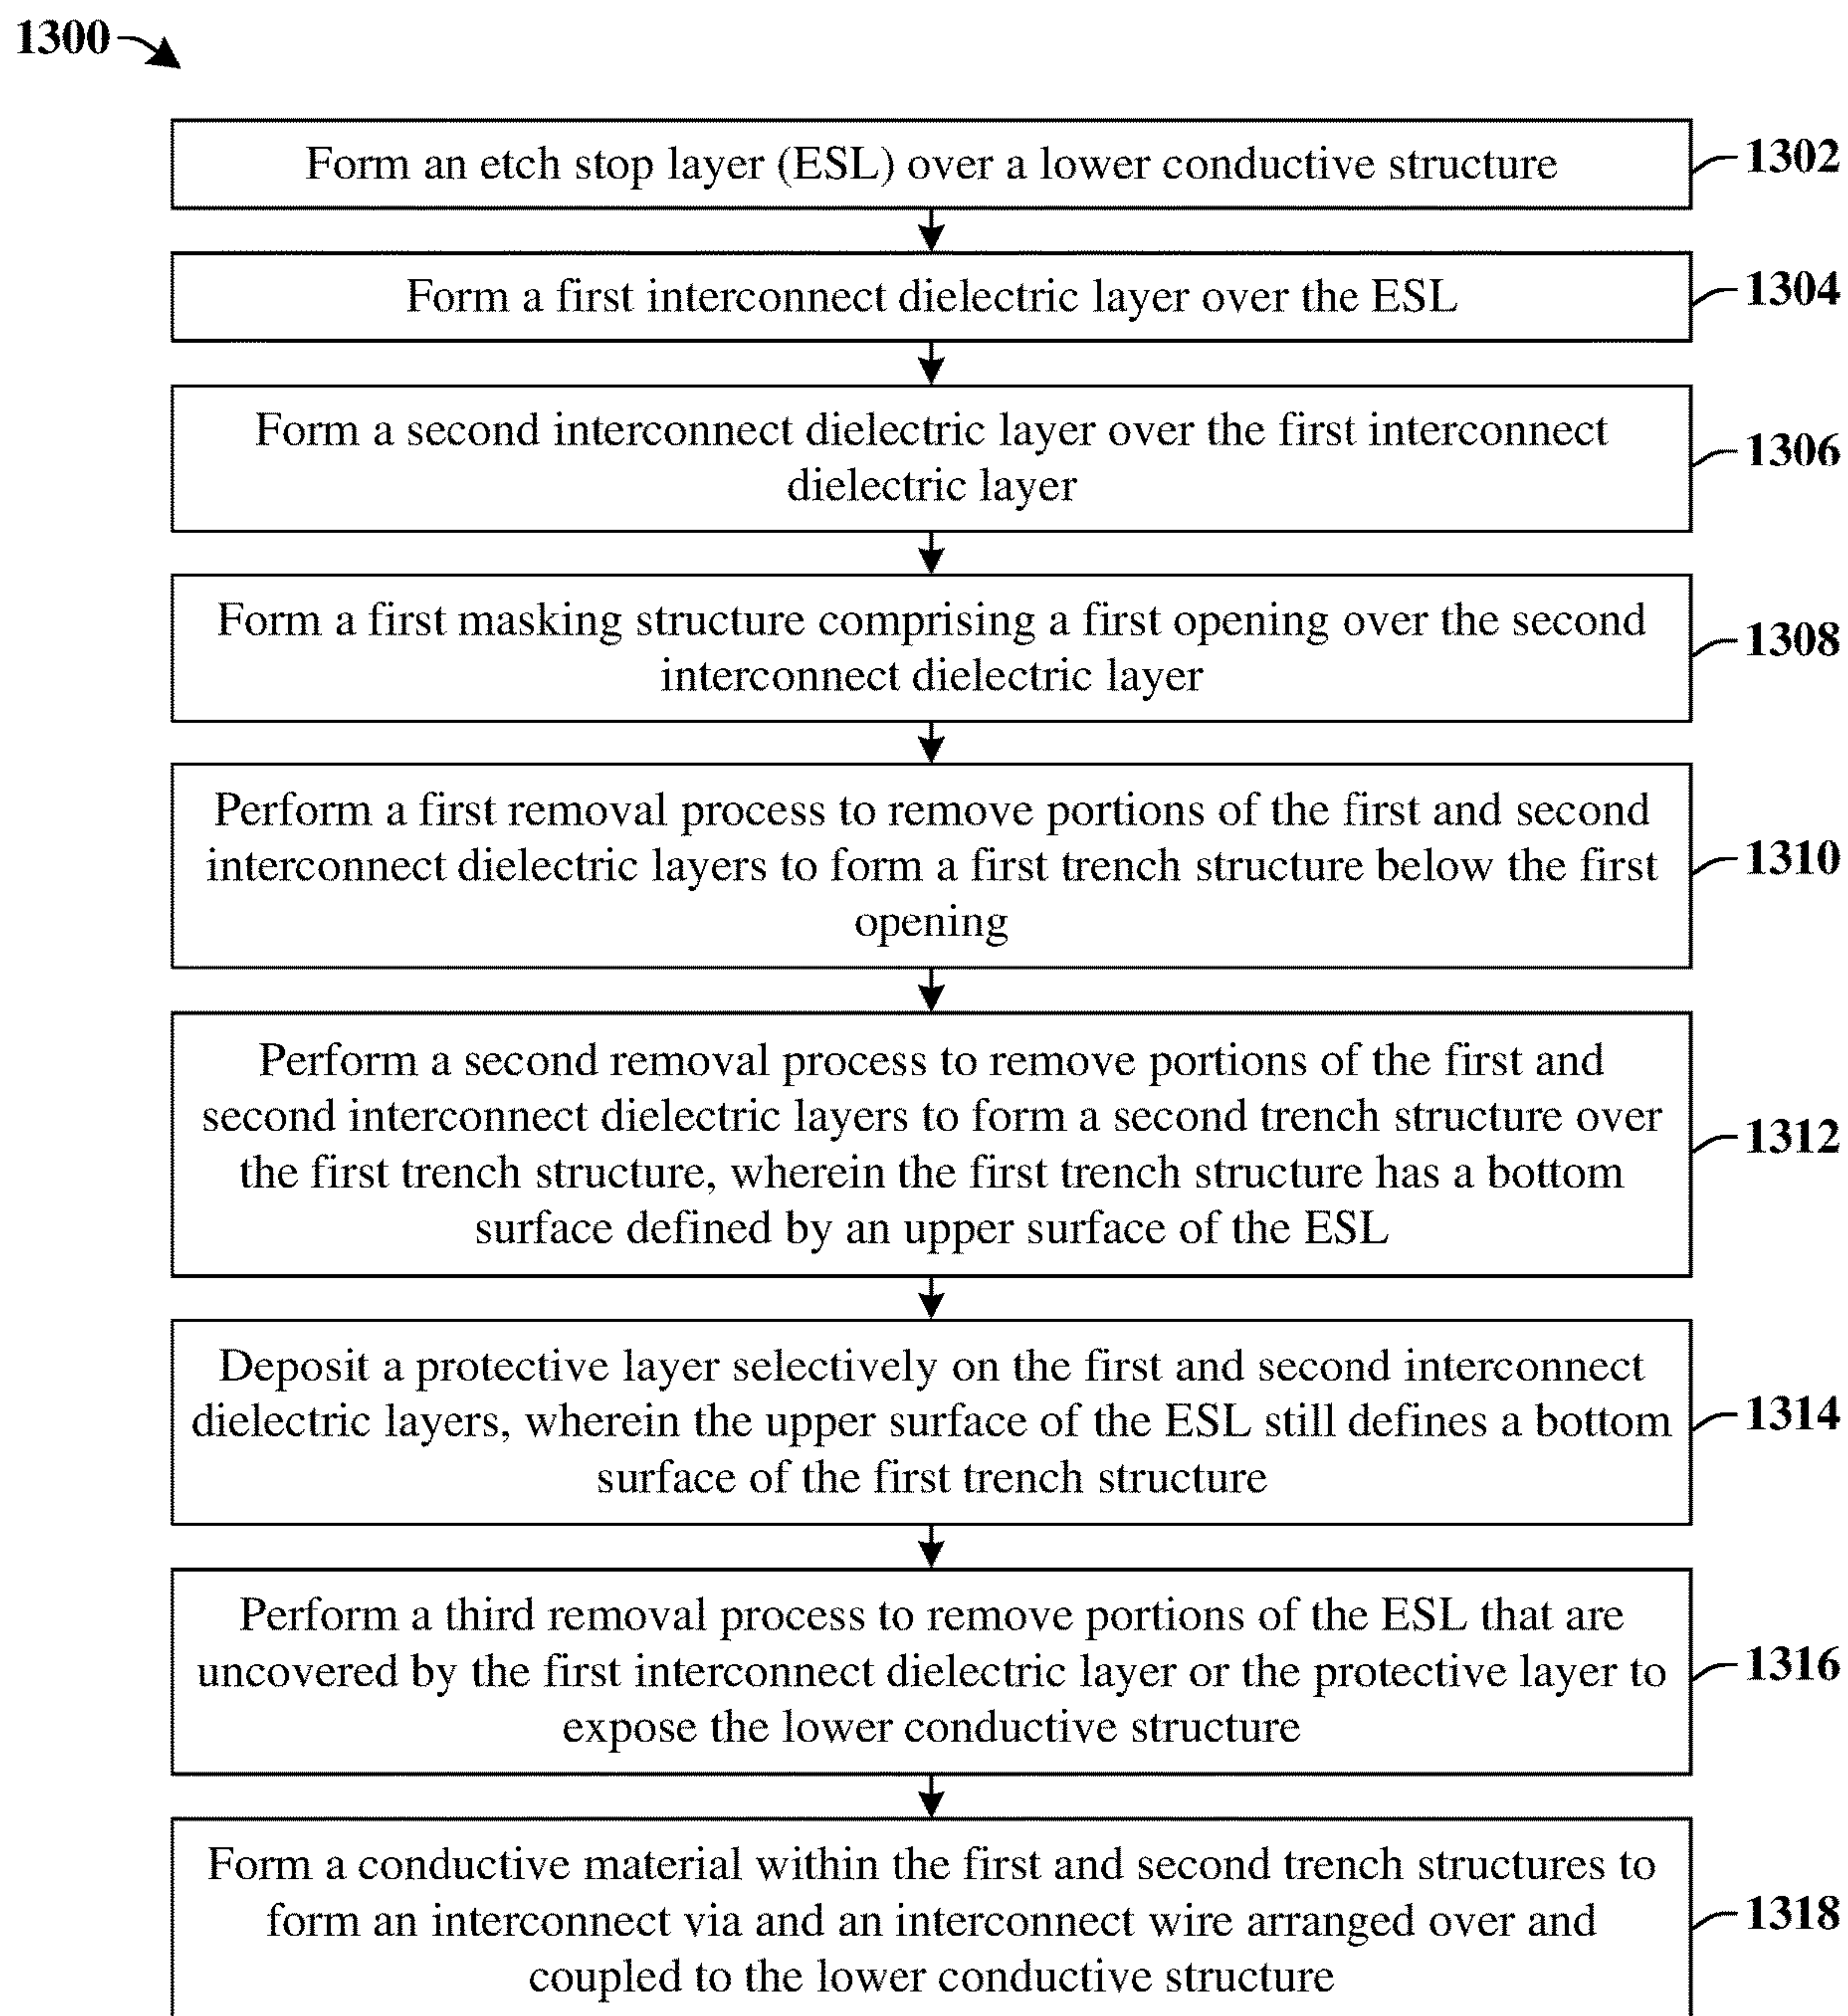 1300
Form an etch stop layer (ESL) over a lower conductive structure
1302
Form a first interconnect dielectric layer over the ESL
1304
Form a second interconnect dielectric layer over the first interconnect
dielectric layer
1306
Form a first masking structure comprising a first opening over the second
interconnect dielectric layer
1308
Perform a first removal process to remove portions of the first and second
interconnect dielectric layers to form a first trench structure below the first
opening
1310
Perform a second removal process to remove portions of the first and
second interconnect dielectric layers to form a second trench structure over
the first trench structure, wherein the first trench structure has a bottom
surface defined by an upper surface of the ESL
1312
Deposit a protective layer selectively on the first and second interconnect
dielectric layers, wherein the upper surface of the ESL still defines a bottom
surface of the first trench structure
1314
Perform a third removal process to remove portions of the ESL that are
uncovered by the first interconnect dielectric layer or the protective layer to
expose the lower conductive structure
1316
Form a conductive material within the first and second trench structures to
form an interconnect via and an interconnect wire arranged over and
coupled to the lower conductive structure
1318